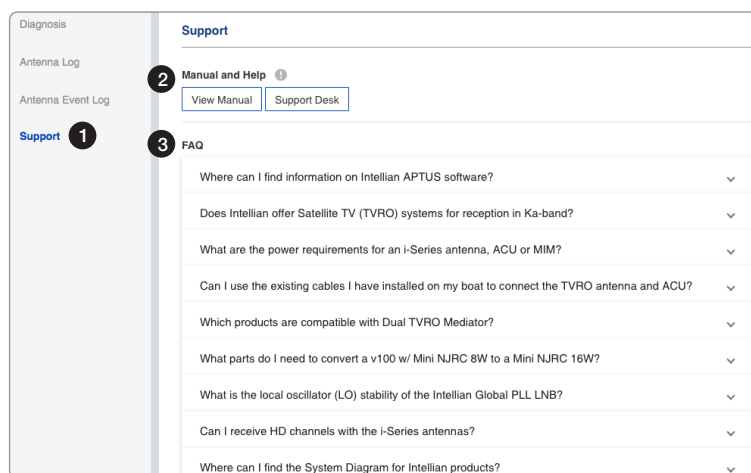 Diagnosis
Antenna Log
Antenna Event Log
Support 1
Support
2 Manual and Help !
View Manual Support Desk
3 FAQ
Where can I find information on Intellian APTUS software?
Does Intellian offer Satellite TV (TVRO) systems for reception in Ka-band?
What are the power requirements for an i-Series antenna, ACU or MIM?
Can I use the existing cables I have installed on my boat to connect the TVRO antenna and ACU?
Which products are compatible with Dual TVRO Mediator?
What parts do I need to convert a v100 w/ Mini NJRC 8W to a Mini NJRC 16W?
What is the local oscillator (LO) stability of the Intellian Global PLL LNB?
Can I receive HD channels with the i-Series antennas?
Where can I find the System Diagram for Intellian products?